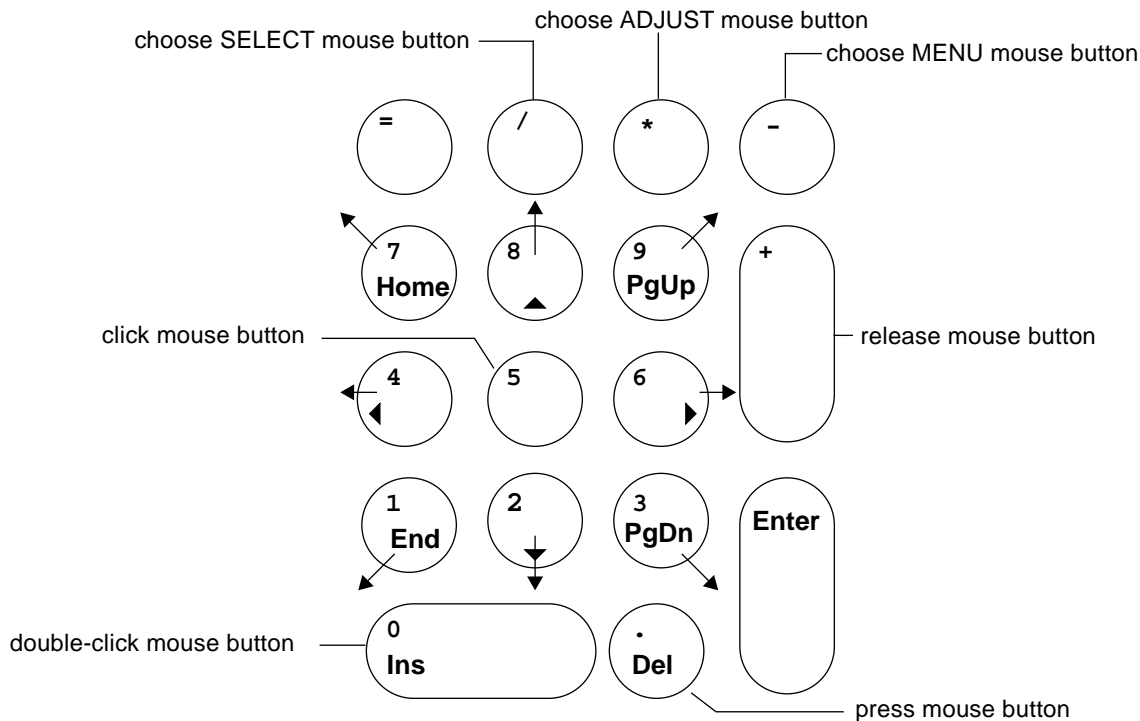 choose ADJUST mouse button
choose SELECT mouse button
choose MENU mouse button
=
/
*
-
7
Home
8
9
PgUp
+
click mouse button
release mouse button
4
5
6
1
End
2
3
PgDn
Enter
double-click mouse button
0
Ins
.
Del
press mouse button